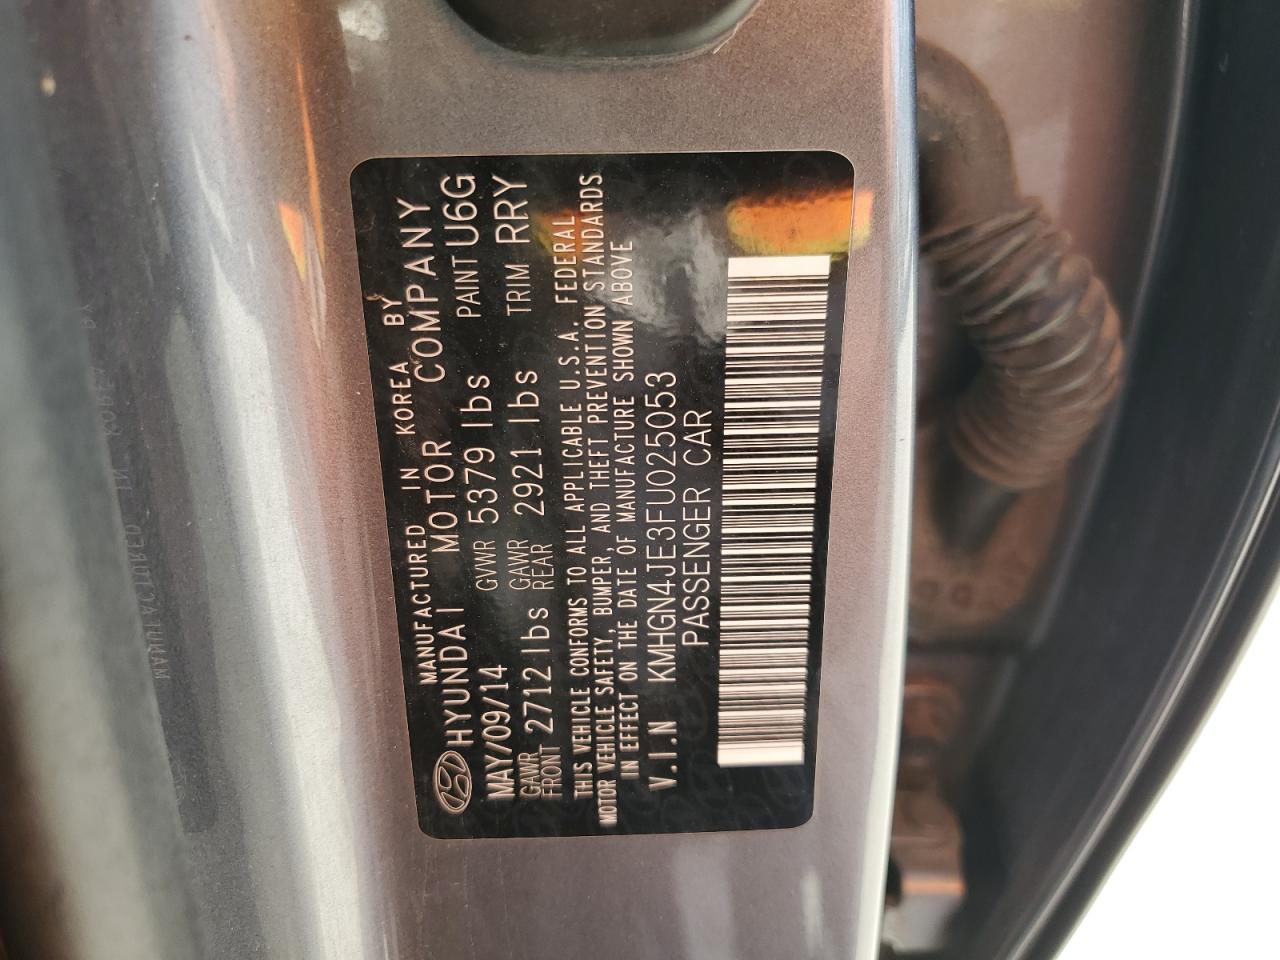 MANUFACTURED IN KOREA BY
HYUNDAI MOTOR COMPANY
MAY/09/14 GVWR 5379 lbs PAINT U6G
GAWR FRONT 2712 lbs GAWR REAR 2921 lbs TRIM RRY
THIS VEHICLE CONFORMS TO ALL APPLICABLE U.S.A. FEDERAL
MOTOR VEHICLE SAFETY, BUMPER, AND THEFT PREVENTION STANDARDS
IN EFFECT ON THE DATE OF MANUFACTURE SHOWN ABOVE
V.I.N KMHGN4JE3FU025053
PASSENGER CAR